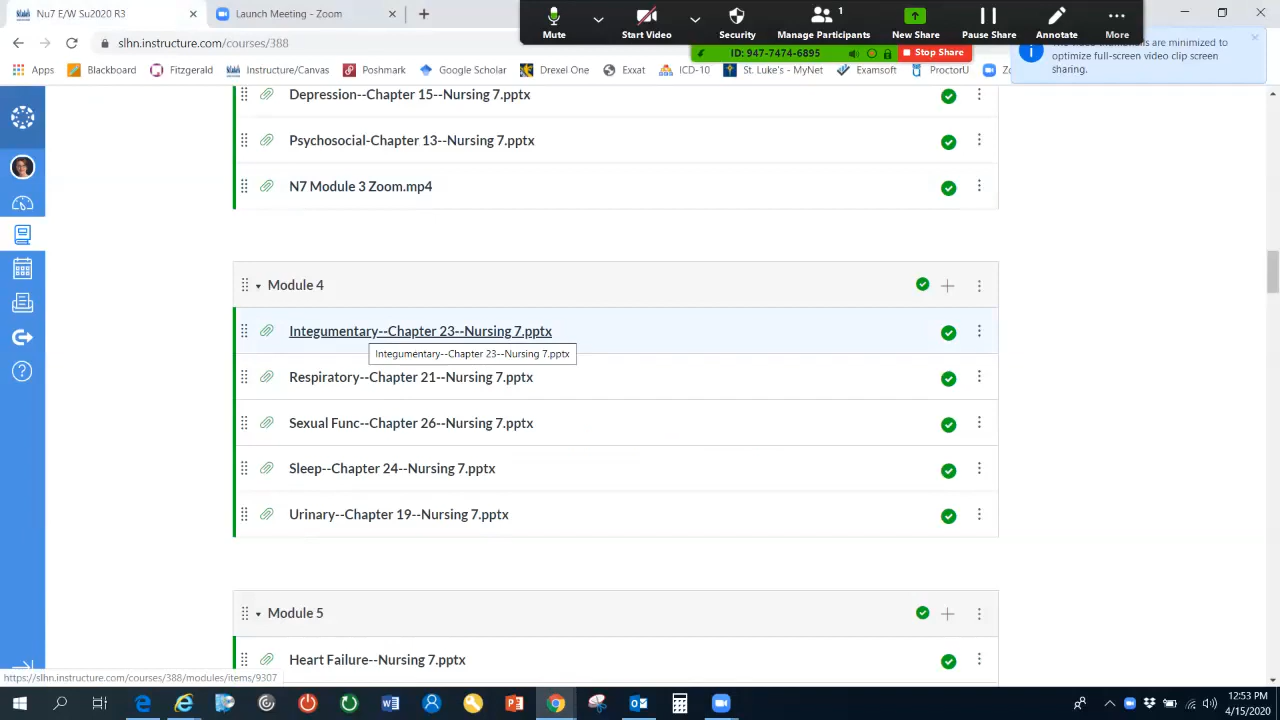 Nu7 E/W Su2020 R3
Launch Meeting - Zoom
Mute
Start Video
Security
1
Manage Participants
New Share
Pause Share
Annotate
More
ID: 947-7474-6895
Stop Share
optimize full-screen video clip screen
sharing.
slhn.instructure.com/courses/388
Apps
Blackboard
Fitzgerald
Instructure/Canvas
Poshmark
Google Scholar
Drexel One
Exxat
ICD-10
St. Luke's - MyNet
Examsoft
ProctorU
Depression--Chapter 15--Nursing 7.pptx
Psychosocial-Chapter 13--Nursing 7.pptx
N7 Module 3 Zoom.mp4
Module 4
Integumentary--Chapter 23--Nursing 7.pptx
Integumentary--Chapter 23--Nursing 7.pptx
Respiratory--Chapter 21--Nursing 7.pptx
Sexual Func--Chapter 26--Nursing 7.pptx
Sleep--Chapter 24--Nursing 7.pptx
Urinary--Chapter 19--Nursing 7.pptx
Module 5
Heart Failure--Nursing 7.pptx
https://slhn.instructure.com/courses/388/modules/items/9307
12:53 PM
4/15/2020